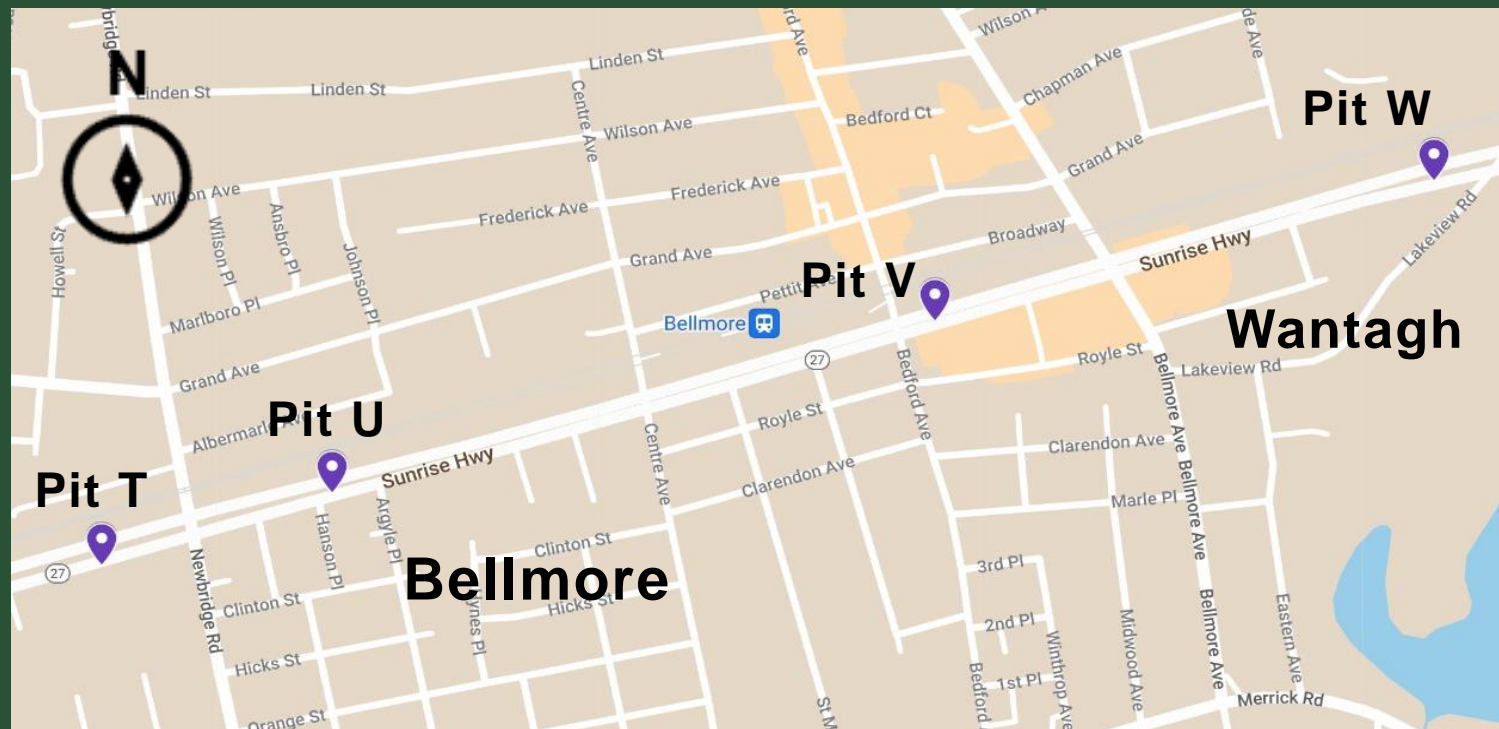 N
Linden St
Linden St
Linden St
Wilson Ave
Wilson Ave
Chapman Ave
Bedford Ct
Centre Ave
Pit W
Grand Ave
Wilson Ave
Frederick Ave
Frederick Ave
Howell St
Wilson Pl
Ansbro Pl
Johnson Pl
Broadway
Lakeview Rd
Grand Ave
Sunrise Hwy
Pit V
Marlboro Pl
Bellmore
Wantagh
27
Royle St
Lakeview Rd
Grand Ave
Bedford Ave
Bellmore Ave
Royle St
Pit U
Clarendon Ave
Sunrise Hwy
Centre Ave
Clarendon Ave
Bellmore Ave
Pit T
Marle Pl
Hanson Pl
Argyle Pl
Clinton St
27
Newbridge Rd
Bellmore
3rd Pl
Clinton St
Hicks St
Bellmore Ave
Eastern Ave
2nd Pl
Midwood Ave
Winthrop Ave
Hicks St
1st Pl
Bedford
Merrick Rd
Orange St